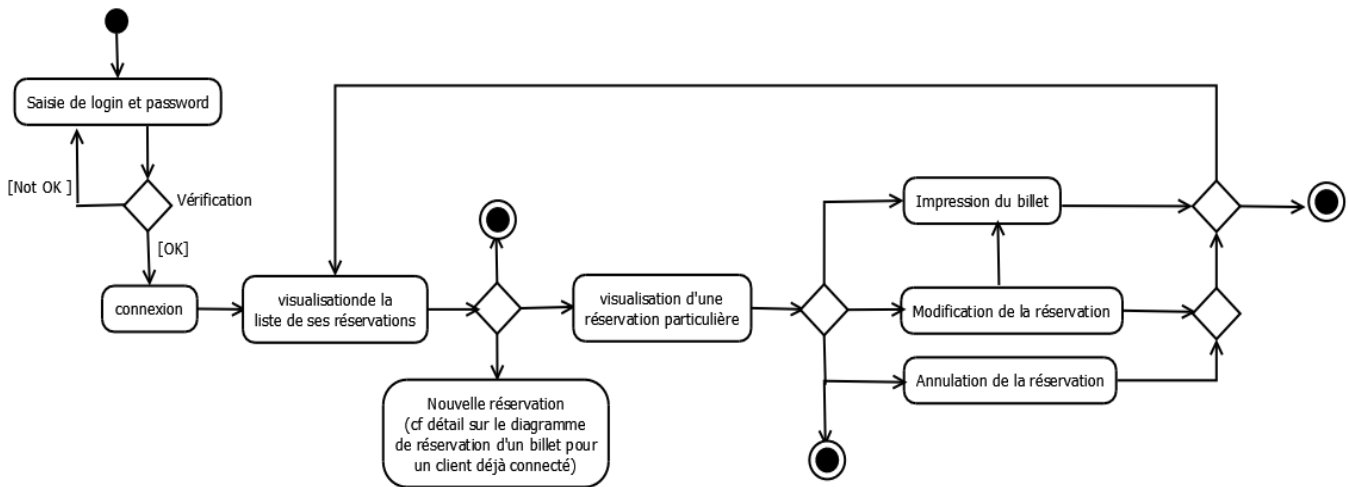 Saisie de login et password
[Not OK ]
Vérification
[OK]
connexion
visualisationde la
liste de ses réservations
Nouvelle réservation
(cf détail sur le diagramme
de réservation d'un billet pour
un client déjà connecté)
visualisation d'une
réservation particulière
Impression du billet
Modification de la réservation
Annulation de la réservation